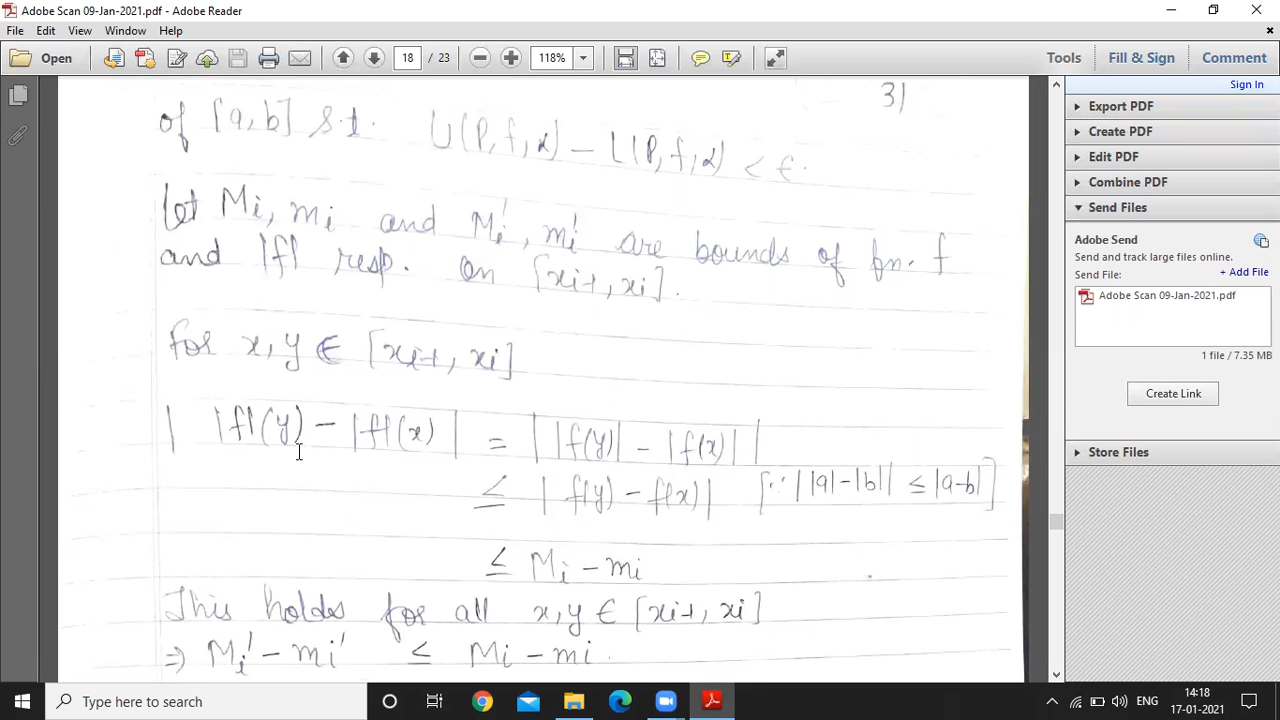 Adobe Scan 09-Jan-2021.pdf - Adobe Reader
File Edit View Window Help
Open 18 / 23 118% Tools Fill & Sign Comment
31
of [a,b] s.t. U(P,f,α) - L(P,f,α) < ε.
let Mi, mi and Mi', mi' are bounds of fn. f
and |f| resp. on [xi-1, xi].
for x,y ∈ [xi-1, xi]
| |f|(y) - |f|(x) | = | |f(y)| - |f(x)| |
≤ | f(y) - f(x)| [∵ | |a| - |b| | ≤ |a-b|]
≤ Mi - mi
This holds for all x,y ∈ [xi-1, xi]
⇒ Mi' - mi' ≤ Mi - mi.
Sign In
Export PDF
Create PDF
Edit PDF
Combine PDF
Send Files
Adobe Send
Send and track large files online.
Send File: + Add File
Adobe Scan 09-Jan-2021.pdf
1 file / 7.35 MB
Create Link
Store Files
Type here to search
ENG
14:18
17-01-2021